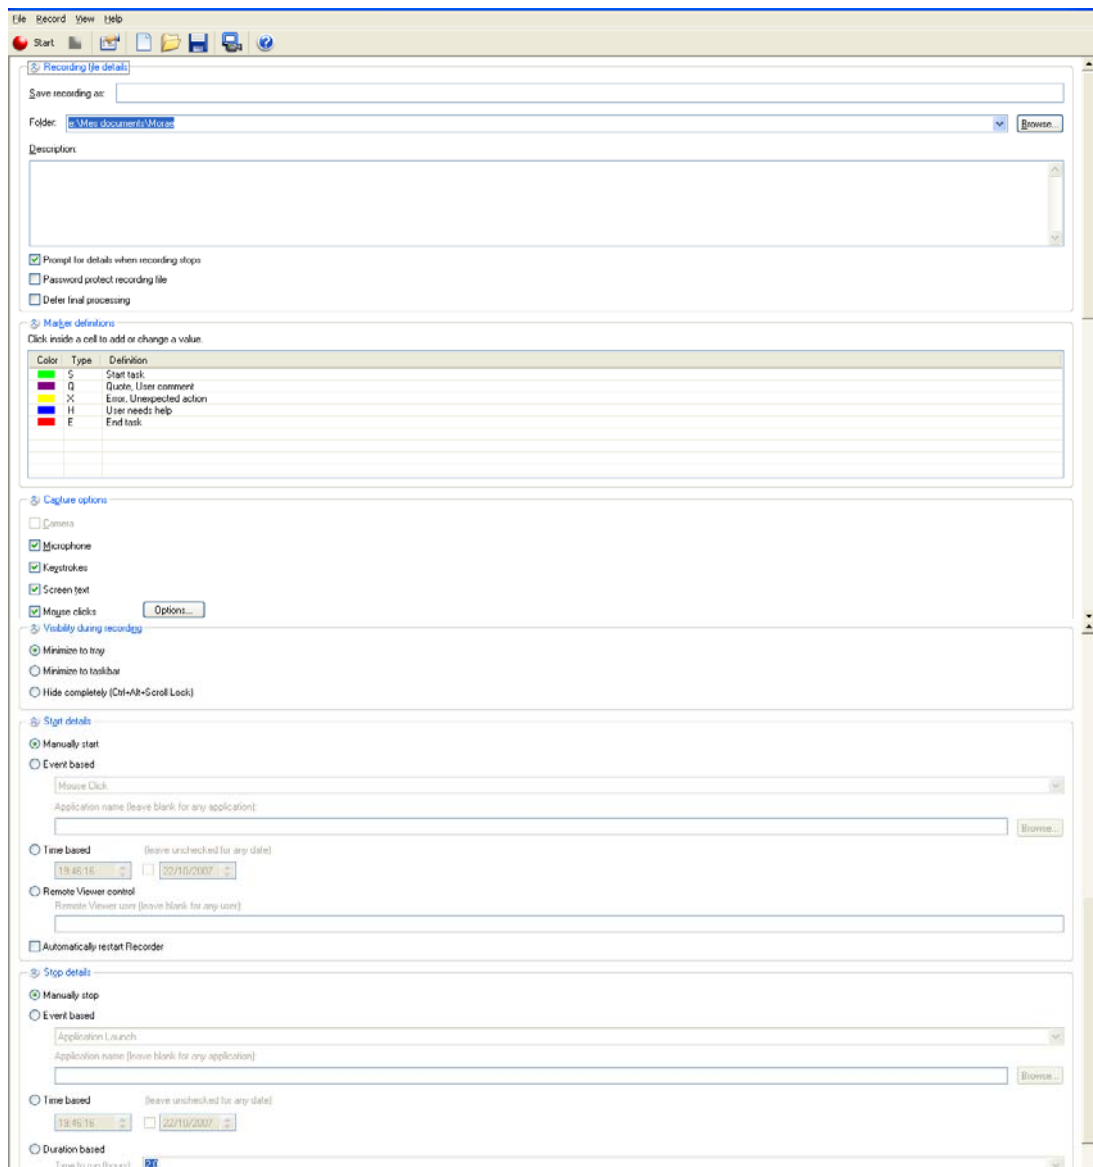 File Record View Help
Start
Recording file details
Save recording as:
Folder: e:\Mes documents\Morae Browse...
Description:
Prompt for details when recording stops
Password protect recording file
Defer final processing
Marker definitions
Click inside a cell to add or change a value.
Color Type Definition
S Start task
Q Quote, User comment
X Error, Unexpected action
H User needs help
E End task
Capture options
Camera
Microphone
Keystrokes
Screen text
Mouse clicks Options...
Visibility during recording
Minimize to tray
Minimize to taskbar
Hide completely (Ctrl+Alt+Scroll Lock)
Start details
Manually start
Event based
Mouse Click
Application name (leave blank for any application):
Browse...
Time based (leave unchecked for any date)
19:46:16 22/10/2007
Remote Viewer control
Remote Viewer user (leave blank for any user):
Automatically restart Recorder
Stop details
Manually stop
Event based
Application Launch
Application name (leave blank for any application):
Browse...
Time based (leave unchecked for any date)
19:46:16 22/10/2007
Duration based
Time to run (hours)